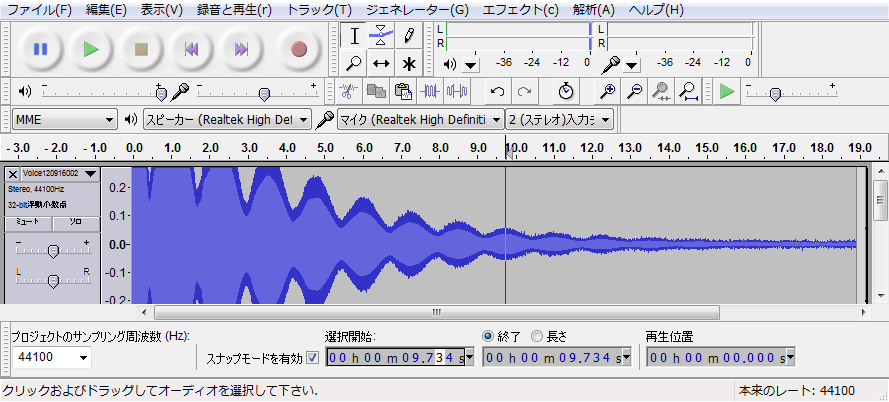 ファイル(F) 編集(E) 表示(V) 録音と再生(r) トラック(T) ジェネレーター(G) エフェクト(c) 解析(A) ヘルプ(H)
L
R
-36 -24 -12 0
L
R
-36 -24 -12 0
- +
- +
- +
MME
スピーカー (Realtek High Def
マイク (Realtek High Definiti
2 (ステレオ)入力チ
-3.0 -2.0 -1.0 0.0 1.0 2.0 3.0 4.0 5.0 6.0 7.0 8.0 9.0 10.0 11.0 12.0 13.0 14.0 15.0 16.0 17.0 18.0 19.0
Voice120916002
Stereo, 44100Hz
32-bit浮動小数点
ミュート ソロ
- +
L R
0.2
0.1
0.0
-0.1
-0.2
プロジェクトのサンプリング周波数 (Hz):
44100
スナップモードを有効
選択開始:
00 h 00 m 09.734 s
終了 長さ
00 h 00 m 09.734 s
再生位置
00 h 00 m 00.000 s
クリックおよびドラッグしてオーディオを選択して下さい.
本来のレート: 44100